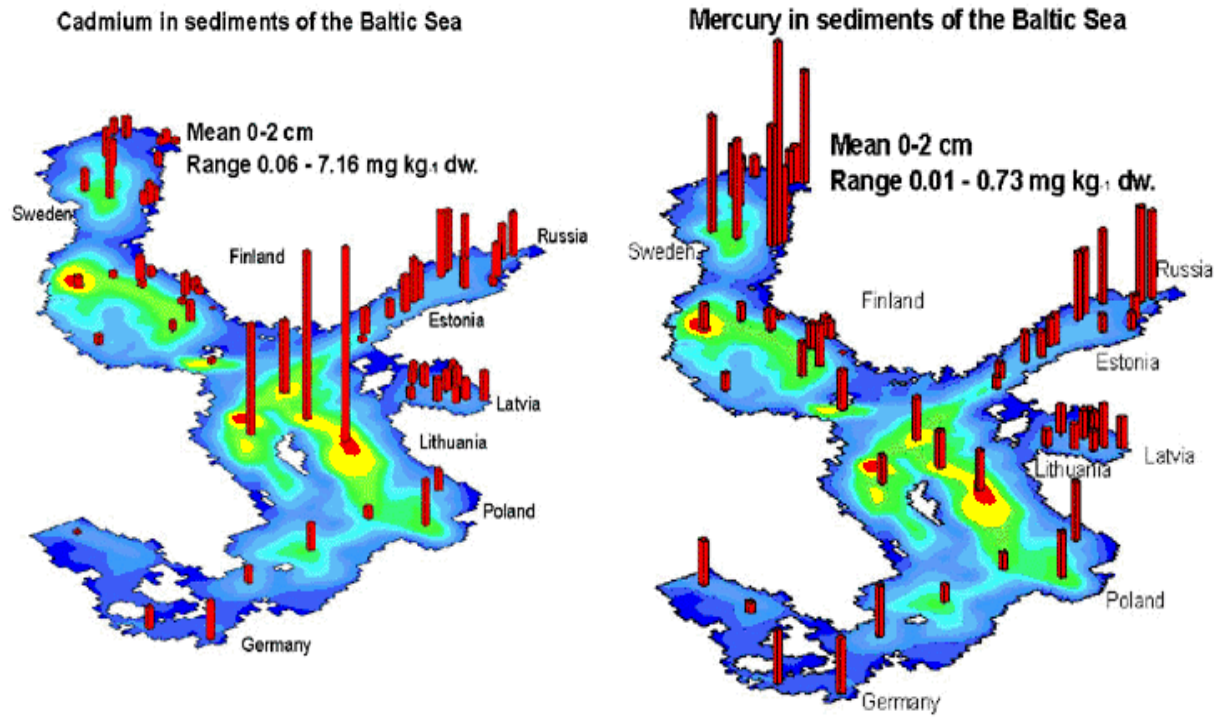 Cadmium in sediments of the Baltic Sea
Mean 0-2 cm
Range 0.06 - 7.16 mg kg-1 dw.
Sweden
Finland
Russia
Estonia
Latvia
Lithuania
Poland
Germany
Mercury in sediments of the Baltic Sea
Mean 0-2 cm
Range 0.01 - 0.73 mg kg-1 dw.
Sweden
Russia
Finland
Estonia
Latvia
Lithuania
Poland
Germany